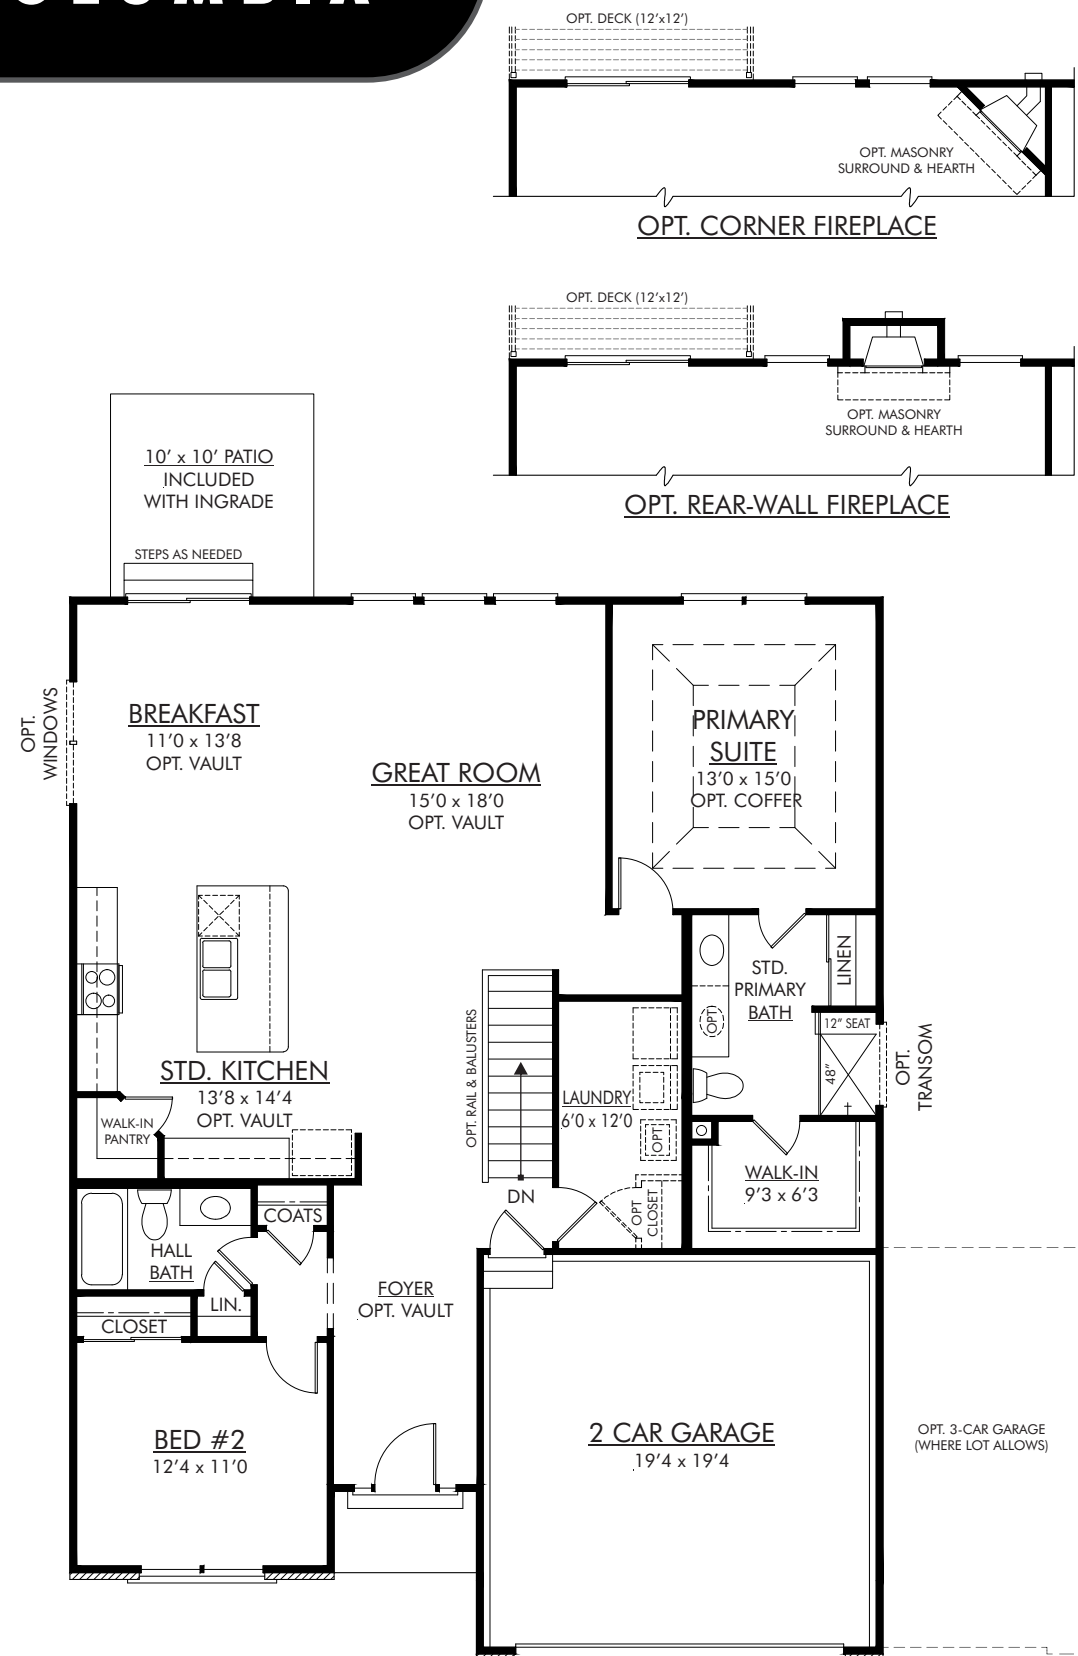 OLUMBIA
OPT. DECK (12'x12')
OPT. MASONRY
SURROUND & HEARTH
OPT. CORNER FIREPLACE
OPT. DECK (12'x12')
OPT. MASONRY
SURROUND & HEARTH
OPT. REAR-WALL FIREPLACE
10' x 10' PATIO
INCLUDED
WITH INGRADE
STEPS AS NEEDED
OPT.
WINDOWS
BREAKFAST
11'0 x 13'8
OPT. VAULT
GREAT ROOM
15'0 x 18'0
OPT. VAULT
PRIMARY
SUITE
13'0 x 15'0
OPT. COFFER
STD.
PRIMARY
BATH
LINEN
OPT
12" SEAT
48"
OPT.
TRANSOM
STD. KITCHEN
13'8 x 14'4
OPT. VAULT
WALK-IN
PANTRY
OPT. RAIL & BALUSTERS
DN
LAUNDRY
6'0 x 12'0
OPT
OPT
CLOSET
WALK-IN
9'3 x 6'3
HALL
BATH
COATS
LIN.
CLOSET
FOYER
OPT. VAULT
BED #2
12'4 x 11'0
2 CAR GARAGE
19'4 x 19'4
OPT. 3-CAR GARAGE
(WHERE LOT ALLOWS)